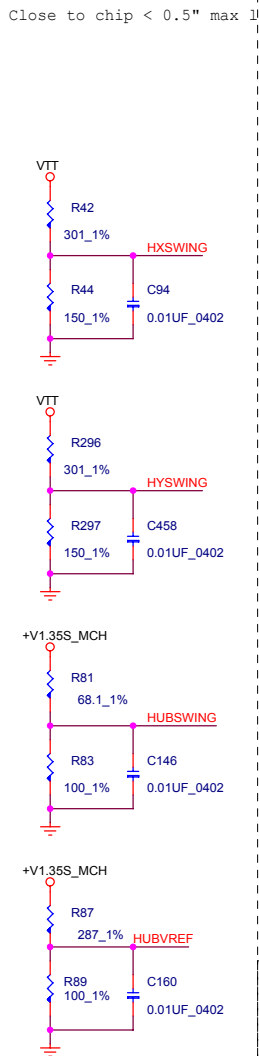 Close to chip < 0.5" max l
VTT
R42
301_1%
HXSWING
R44
C94
150_1%
0.01UF_0402
VTT
R296
301_1%
HYSWING
R297
C458
150_1%
0.01UF_0402
+V1.35S_MCH
R81
68.1_1%
HUBSWING
R83
C146
100_1%
0.01UF_0402
+V1.35S_MCH
R87
287_1%
HUBVREF
R89
C160
100_1%
0.01UF_0402